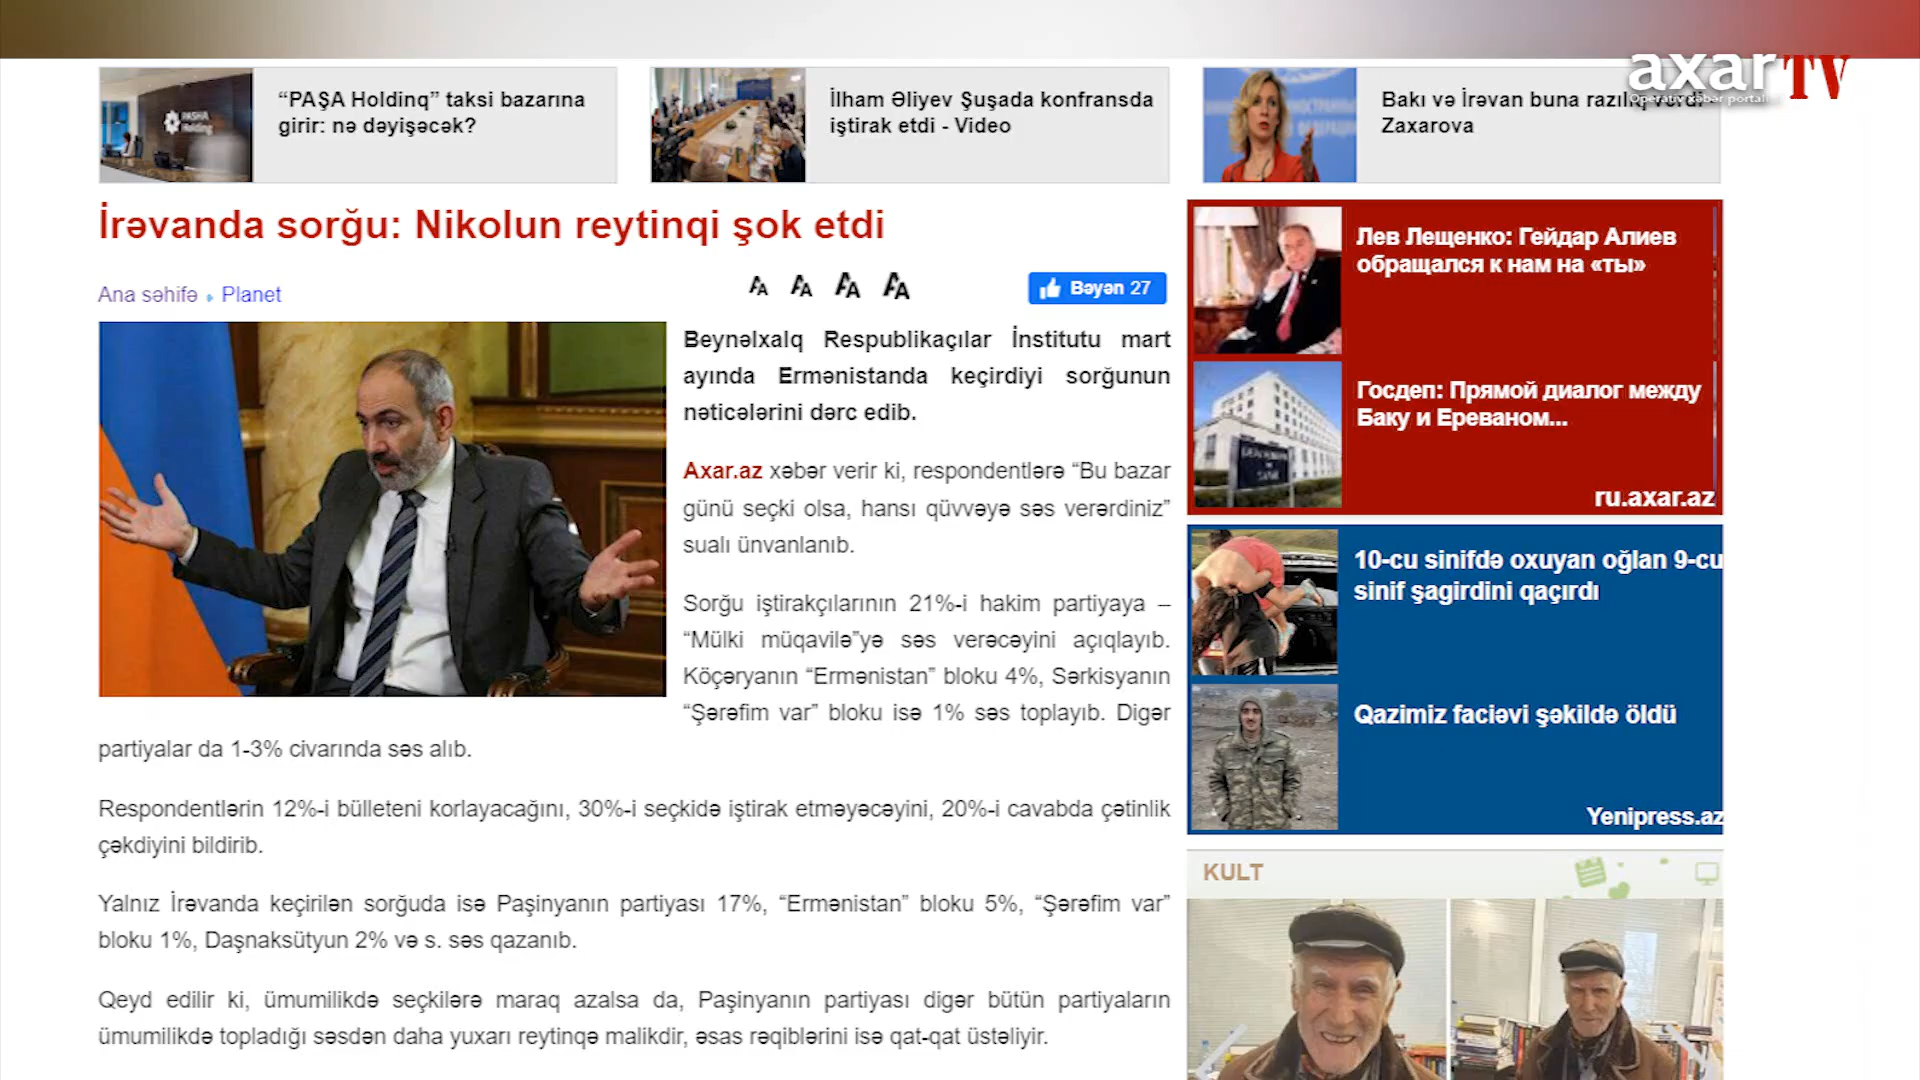 axarTV
Operativ xəbər portalı
“PAŞA Holdinq” taksi bazarına
girir: nə dəyişəcək?
İlham Əliyev Şuşada konfransda
iştirak etdi - Video
Bakı və İrəvan buna
Zaxarova
PASHA
Holding
İrəvanda sorğu: Nikolun reytinqi şok etdi
Ana səhifə Planet
AA AA AA AA
Bəyən 27
Beynəlxalq Respublikaçılar İnstitutu mart
ayında Ermənistanda keçirdiyi sorğunun
nəticələrini dərc edib.
Axar.az xəbər verir ki, respondentlərə “Bu bazar
günü seçki olsa, hansı qüvvəyə səs verərdiniz”
sualı ünvanlanıb.
Sorğu iştirakçılarının 21%-i hakim partiyaya –
“Mülki müqavilə”yə səs verəcəyini açıqlayıb.
Köçəryanın “Ermənistan” bloku 4%, Sərkisyanın
“Şərəfim var” bloku isə 1% səs toplayıb. Digər
partiyalar da 1-3% civarında səs alıb.
Respondentlərin 12%-i bülleteni korlayacağını, 30%-i seçkidə iştirak etməyəcəyini, 20%-i cavabda çətinlik
çəkdiyini bildirib.
Yalnız İrəvanda keçirilən sorğuda isə Paşinyanın partiyası 17%, “Ermənistan” bloku 5%, “Şərəfim var”
bloku 1%, Daşnaksütyun 2% və s. səs qazanıb.
Qeyd edilir ki, ümumilikdə seçkilərə maraq azalsa da, Paşinyanın partiyası digər bütün partiyaların
ümumilikdə topladığı səsdən daha yuxarı reytinqə malikdir, əsas rəqiblərini isə qat-qat üstələyir.
Лев Лещенко: Гейдар Алиев
обращался к нам на «ты»
Госдеп: Прямой диалог между
Баку и Ереваном...
ru.axar.az
10-cu sinifdə oxuyan oğlan 9-cu
sinif şagirdini qaçırdı
Qazimiz faciəvi şəkildə öldü
Yenipress.az
KULT